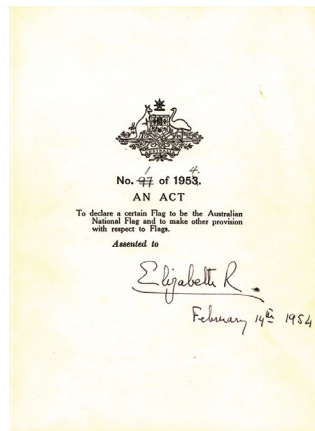 AUSTRALIA
1 4.
No. 97 of 1953.
AN ACT
To declare a certain Flag to be the Australian
National Flag and to make other provision
with respect to Flags.
Assented to
Elizabeth R.
February 14th 1954